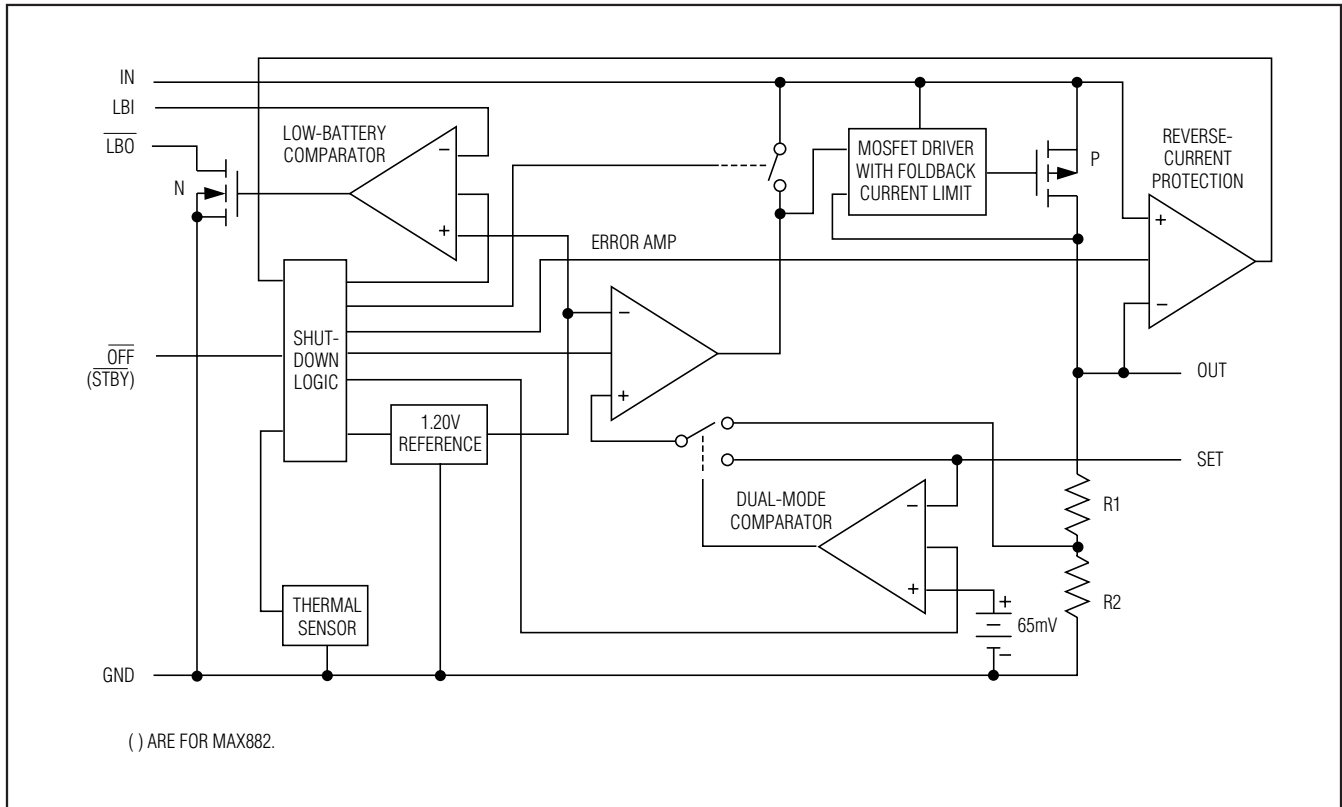 IN
LBI
LBO
LOW-BATTERY
COMPARATOR
N
−
+
MOSFET DRIVER
WITH FOLDBACK
CURRENT LIMIT
P
REVERSE-
CURRENT
PROTECTION
+
−
ERROR AMP
−
+
SHUT-
DOWN
LOGIC
OFF
(STBY)
1.20V
REFERENCE
OUT
SET
DUAL-MODE
COMPARATOR
−
+
R1
R2
+
−
65mV
THERMAL
SENSOR
GND
( ) ARE FOR MAX882.